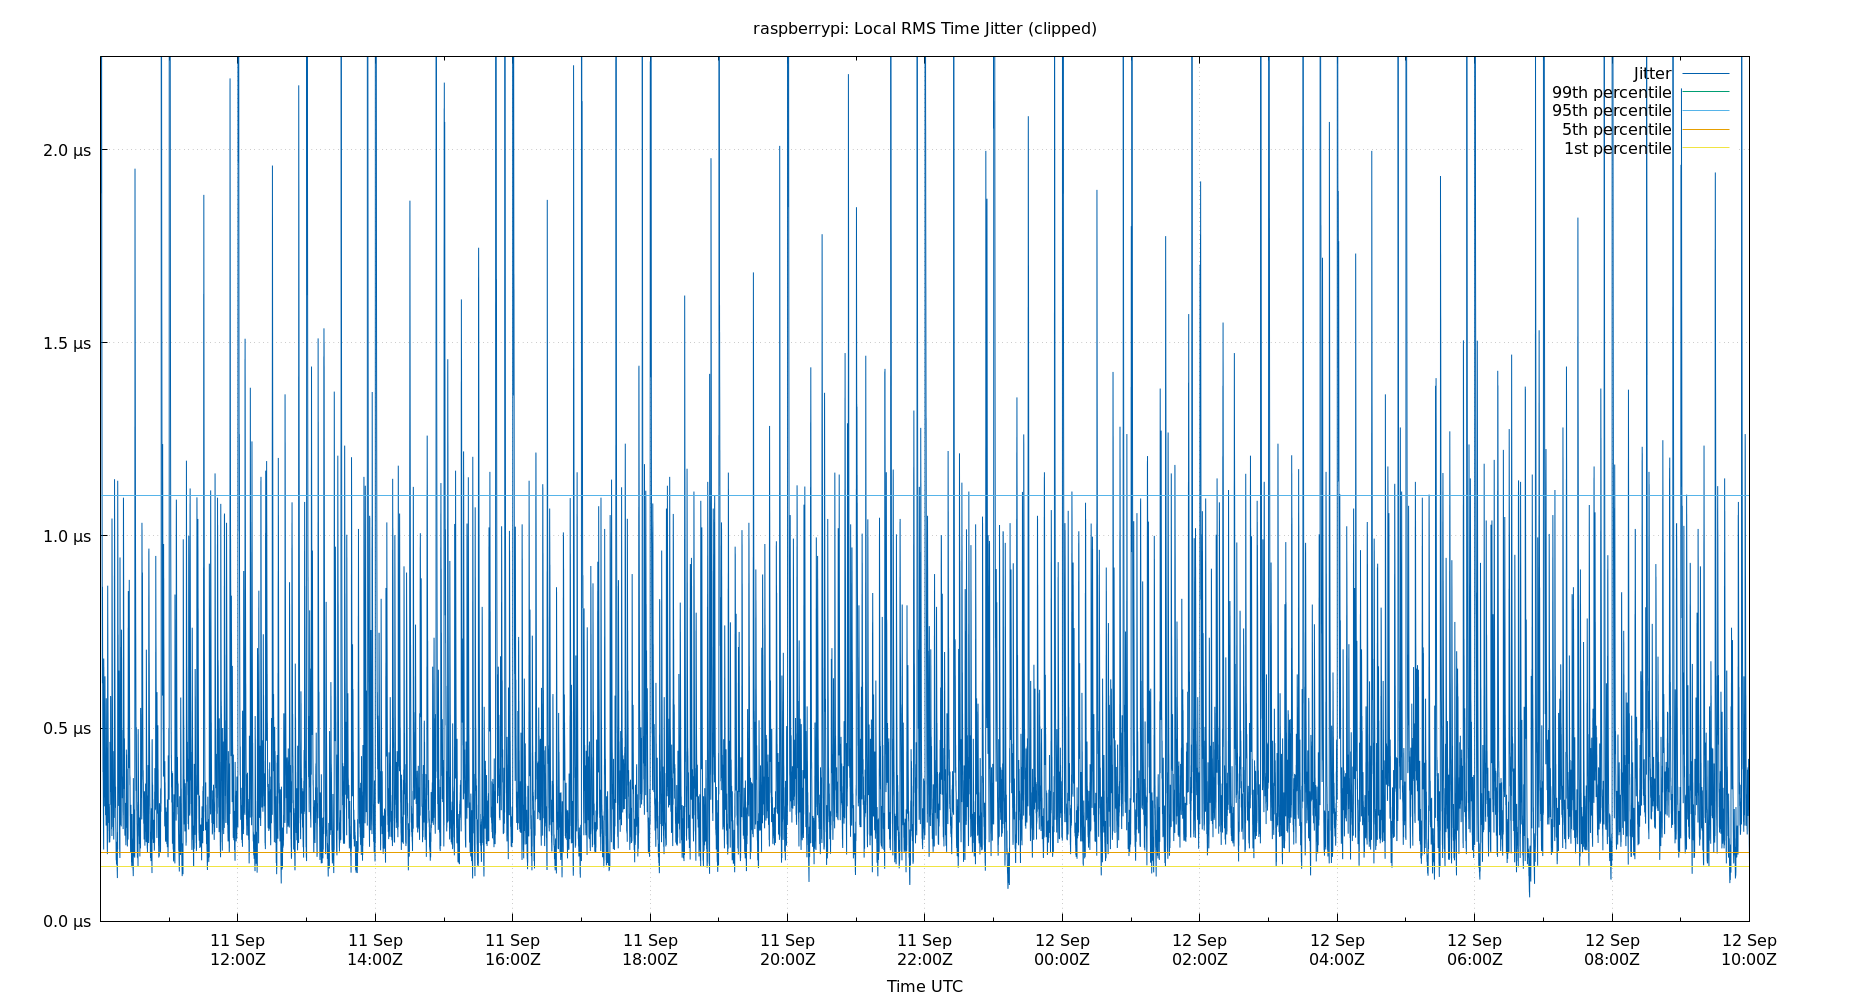 raspberrypi: Local RMS Time Jitter (clipped)
Jitter
99th percentile
95th percentile
5th percentile
1st percentile
2.0 μs
1.5 μs
1.0 μs
0.5 μs
0.0 μs
11 Sep 11 Sep 11 Sep 11 Sep 11 Sep 11 Sep 12 Sep 12 Sep 12 Sep 12 Sep 12 Sep 12 Sep
12:00Z 14:00Z 16:00Z 18:00Z 20:00Z 22:00Z 00:00Z 02:00Z 04:00Z 06:00Z 08:00Z 10:00Z
Time UTC